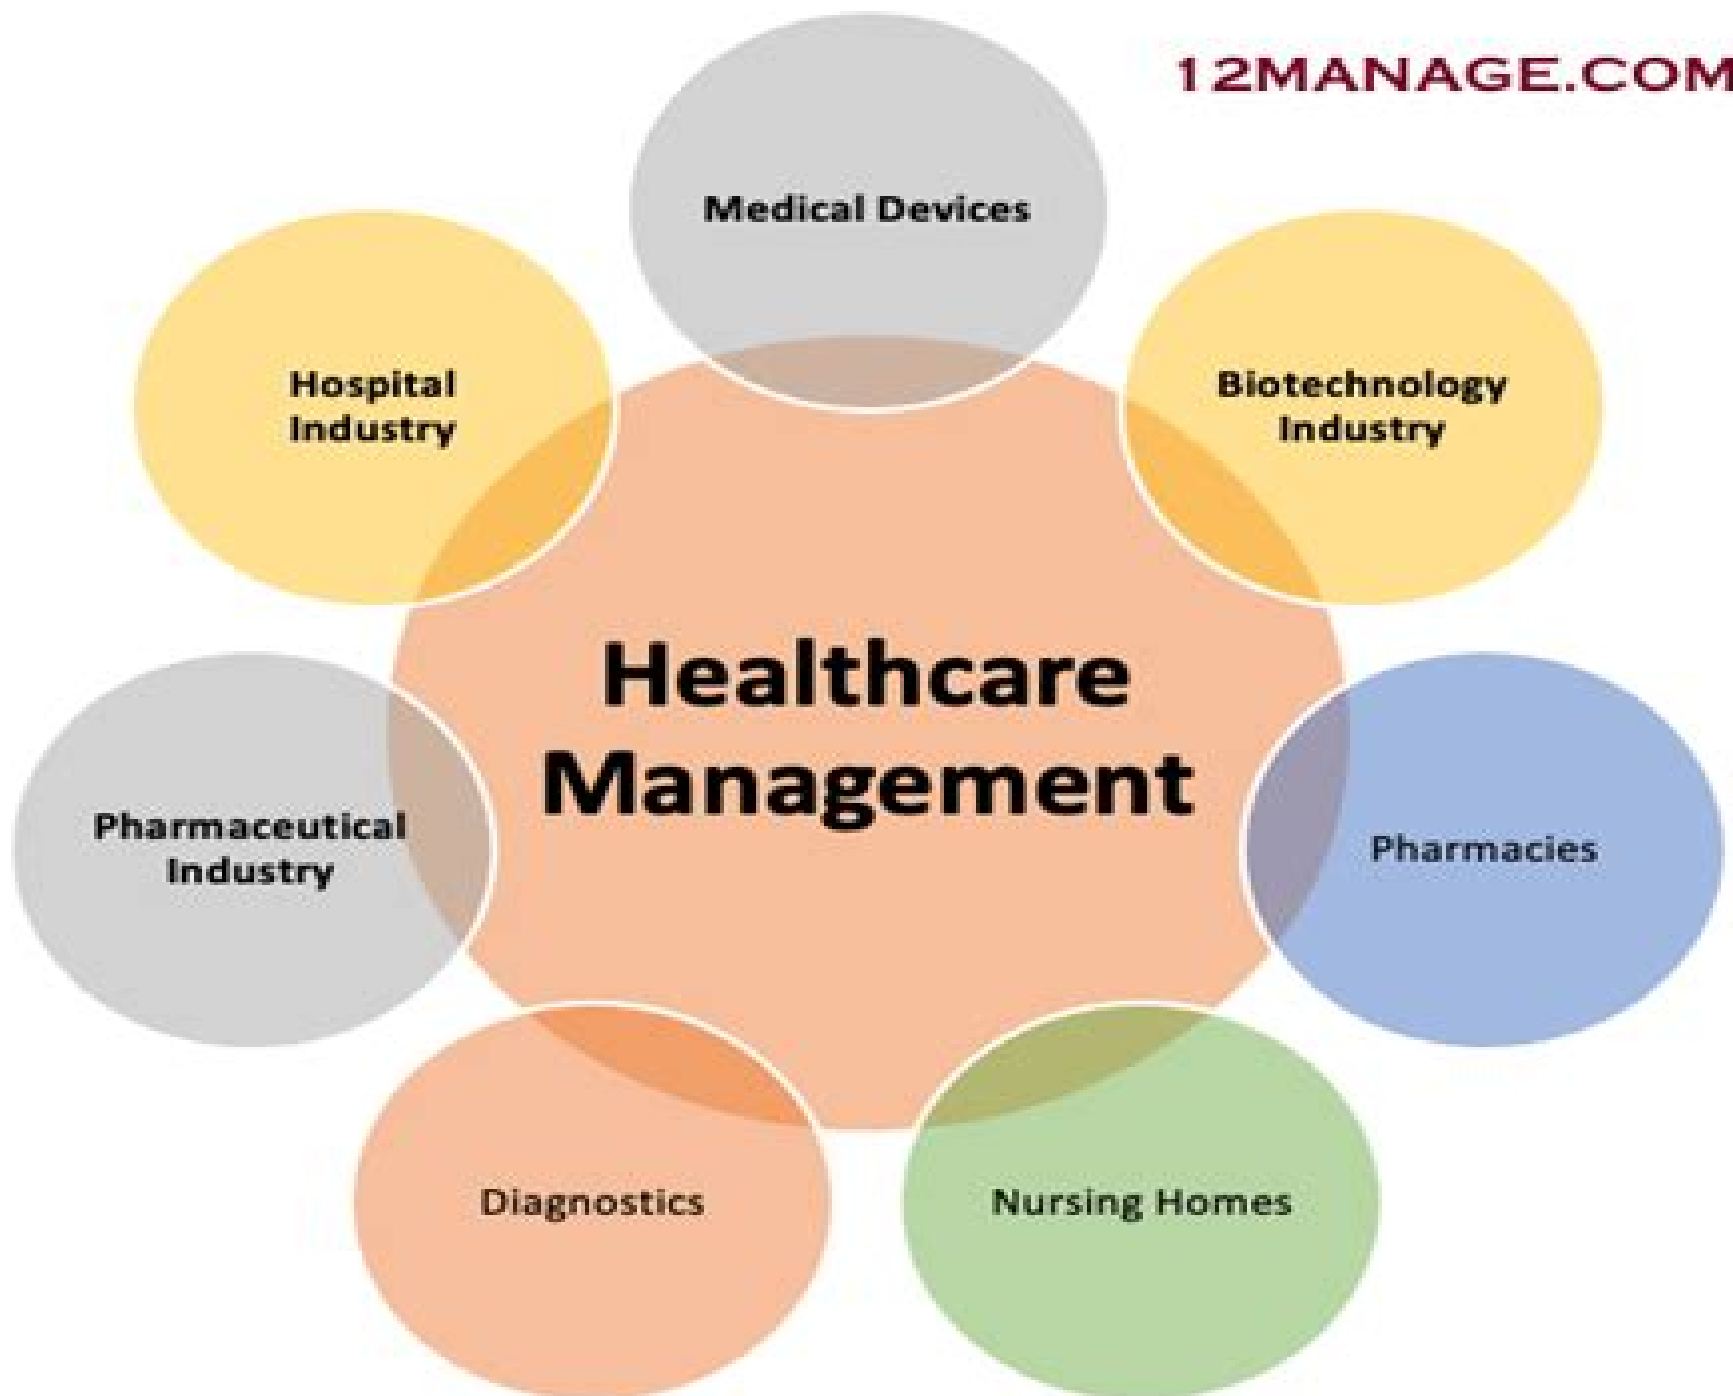 12MANAGE.COM
Medical Devices
Hospital
Industry
Biotechnology
Industry
Healthcare
Management
Pharmaceutical
Industry
Pharmacies
Diagnostics
Nursing Homes